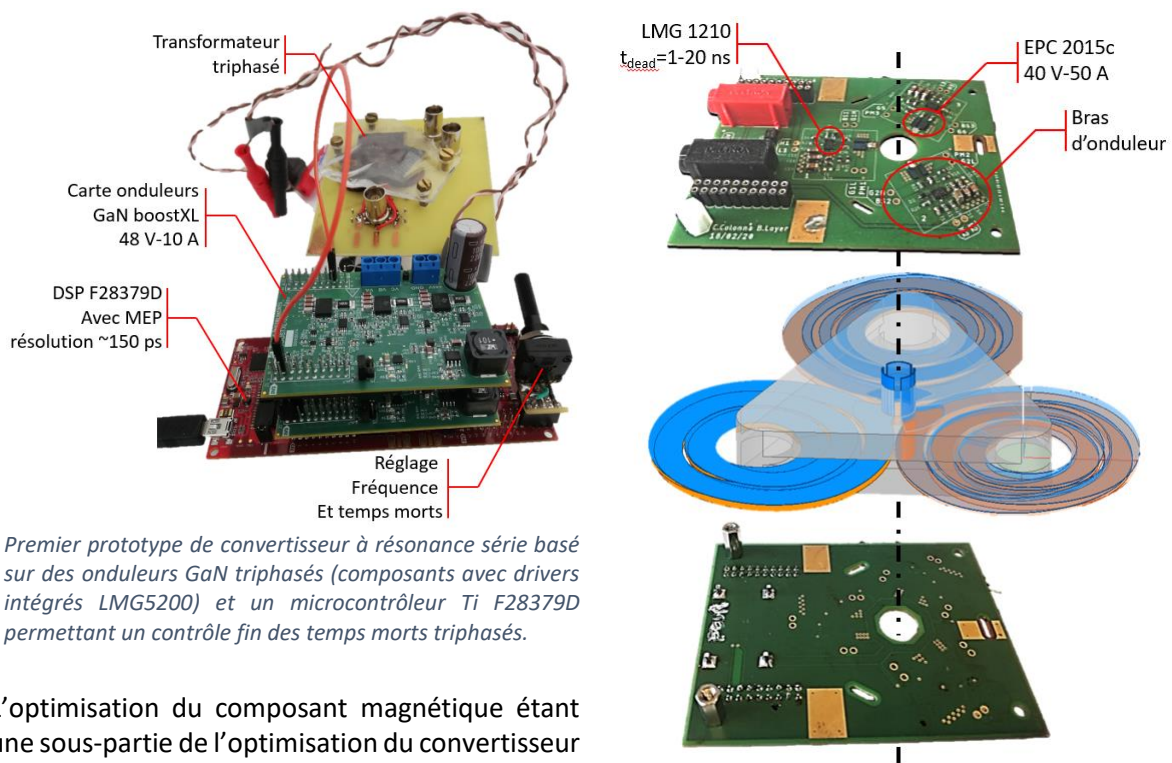 Transformateur
triphasé
Carte onduleurs
GaN boostXL
48 V-10 A
DSP F28379D
Avec MEP
résolution ~150 ps
Réglage
Fréquence
Et temps morts
Premier prototype de convertisseur à résonance série basé
sur des onduleurs GaN triphasés (composants avec drivers
intégrés LMG5200) et un microcontrôleur Ti F28379D
permettant un contrôle fin des temps morts triphasés.
L'optimisation du composant magnétique étant
une sous-partie de l'optimisation du convertisseur
LMG 1210
tdead=1-20 ns
EPC 2015c
40 V-50 A
Bras
d'onduleur
C.Colonna B.Layer
18/02/20